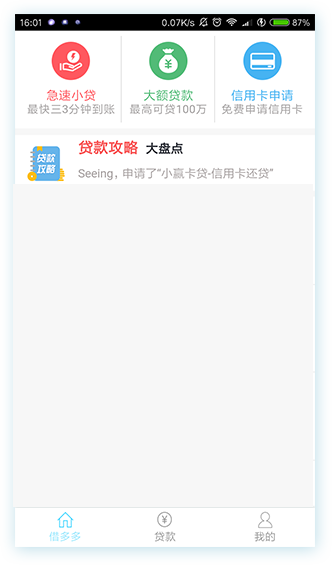 16:01 0.07K/s 87%
急速小贷 大额贷款 信用卡申请
最快三3分钟到账 最高可贷100万 免费申请信用卡
贷款攻略 贷款攻略 大盘点
Seeing, 申请了“小赢卡贷-信用卡还贷”
借多多 贷款 我的